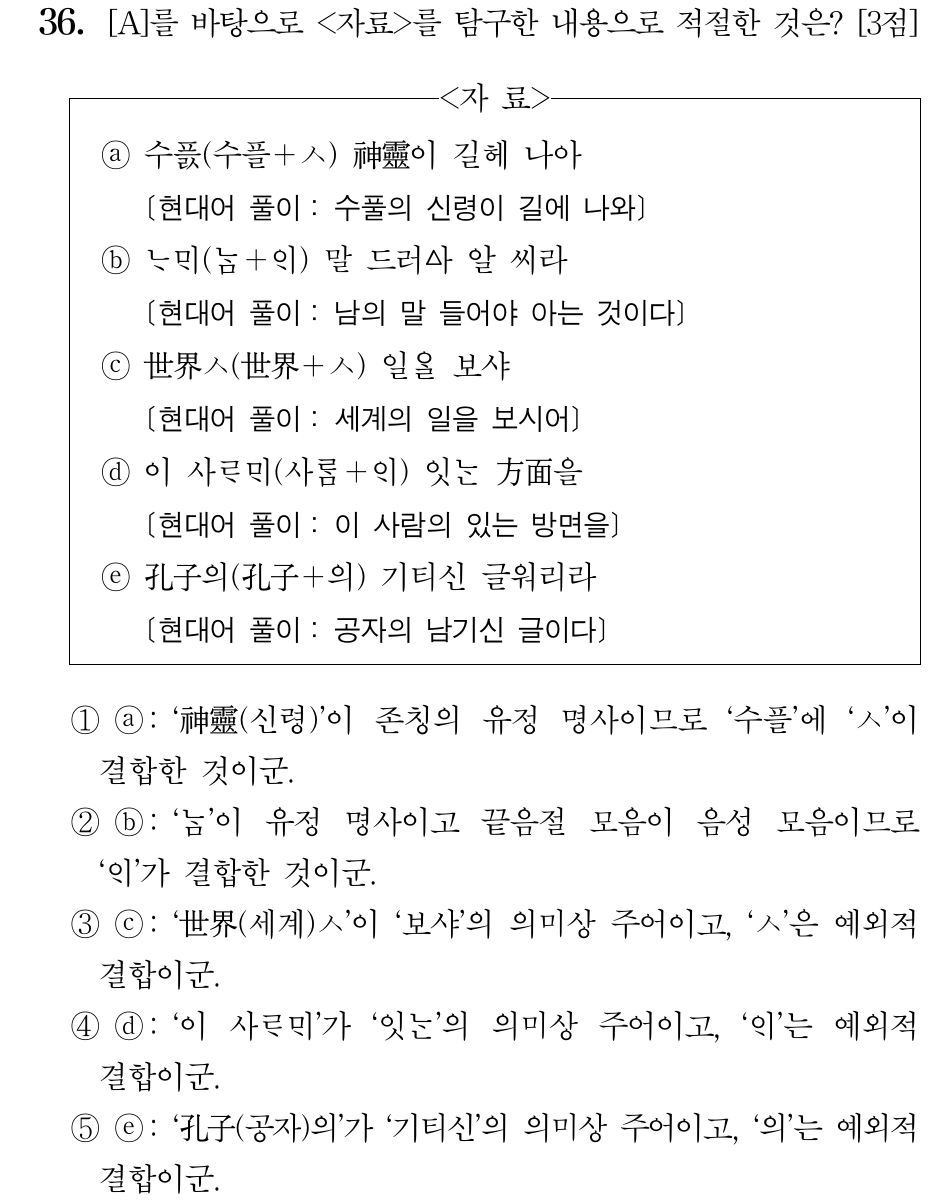 36. [A]를 바탕으로 <자료>를 탐구한 내용으로 적절한 것은? [3점]
<자 료>
ⓐ 수픐(수플+ㅅ) 神靈이 길헤 나아
〔현대어 풀이 : 수풀의 신령이 길에 나와〕
ⓑ ᄂᆞᄆᆡ(ᄂᆞᆷ+ᄋᆡ) 말 드러ᅀᅡ 알 씨라
〔현대어 풀이 : 남의 말 들어야 아는 것이다〕
ⓒ 世界ㅅ(世界+ㅅ) 일ᄋᆞᆯ 보샤
〔현대어 풀이 : 세계의 일을 보시어〕
ⓓ 이 사ᄅᆞᄆᆡ(사ᄅᆞᆷ+ᄋᆡ) 잇ᄂᆞᆫ 方面을
〔현대어 풀이 : 이 사람의 있는 방면을〕
ⓔ 孔子의(孔子+의) 기티신 글워리라
〔현대어 풀이 : 공자의 남기신 글이다〕
① ⓐ: ‘神靈(신령)’이 존칭의 유정 명사이므로 ‘수플’에 ‘ㅅ’이
결합한 것이군.
② ⓑ: ‘ᄂᆞᆷ’이 유정 명사이고 끝음절 모음이 음성 모음이므로
‘ᄋᆡ’가 결합한 것이군.
③ ⓒ: ‘世界(세계)ㅅ’이 ‘보샤’의 의미상 주어이고, ‘ㅅ’은 예외적
결합이군.
④ ⓓ: ‘이 사ᄅᆞᄆᆡ’가 ‘잇ᄂᆞᆫ’의 의미상 주어이고, ‘ᄋᆡ’는 예외적
결합이군.
⑤ ⓔ: ‘孔子(공자)의’가 ‘기티신’의 의미상 주어이고, ‘의’는 예외적
결합이군.